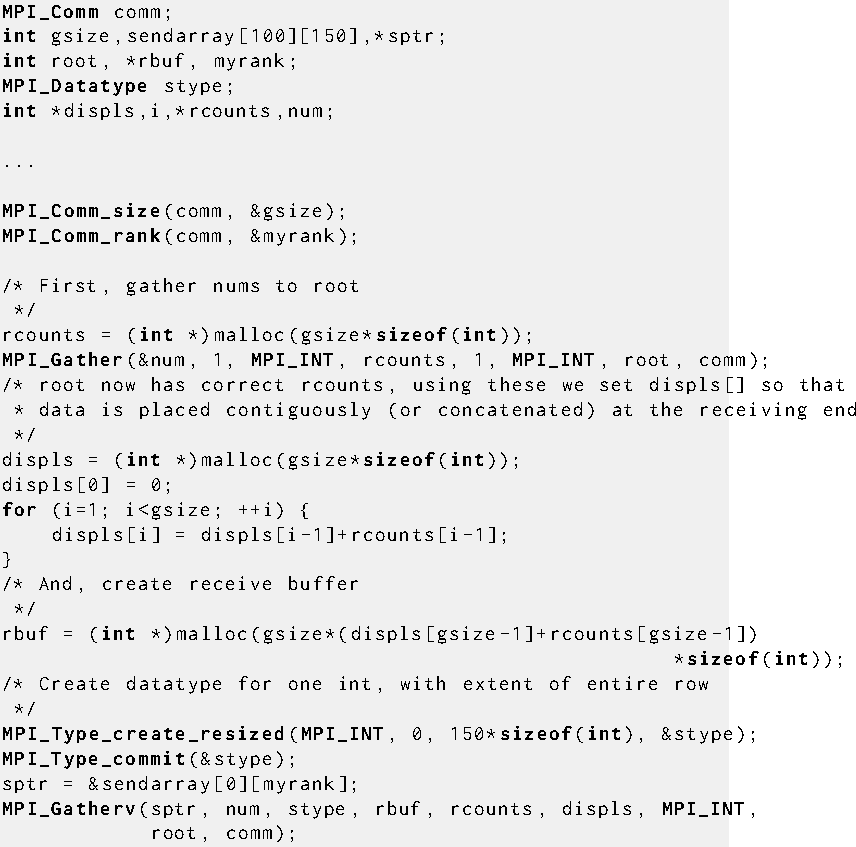 MPI_Comm comm;
int gsize,sendarray[100][150],*sptr;
int root, *rbuf, myrank;
MPI_Datatype stype;
int *displs,i,*rcounts,num;

...

MPI_Comm_size(comm, &gsize);
MPI_Comm_rank(comm, &myrank);

/* First, gather nums to root
 */
rcounts = (int *)malloc(gsize*sizeof(int));
MPI_Gather(&num, 1, MPI_INT, rcounts, 1, MPI_INT, root, comm);
/* root now has correct rcounts, using these we set displs[] so that
 * data is placed contiguously (or concatenated) at the receiving end
 */
displs = (int *)malloc(gsize*sizeof(int));
displs[0] = 0;
for (i=1; i<gsize; ++i) {
    displs[i] = displs[i-1]+rcounts[i-1];
}
/* And, create receive buffer
 */
rbuf = (int *)malloc(gsize*(displs[gsize-1]+rcounts[gsize-1])
                                                      *sizeof(int));
/* Create datatype for one int, with extent of entire row
 */
MPI_Type_create_resized(MPI_INT, 0, 150*sizeof(int), &stype);
MPI_Type_commit(&stype);
sptr = &sendarray[0][myrank];
MPI_Gatherv(sptr, num, stype, rbuf, rcounts, displs, MPI_INT,
            root, comm);